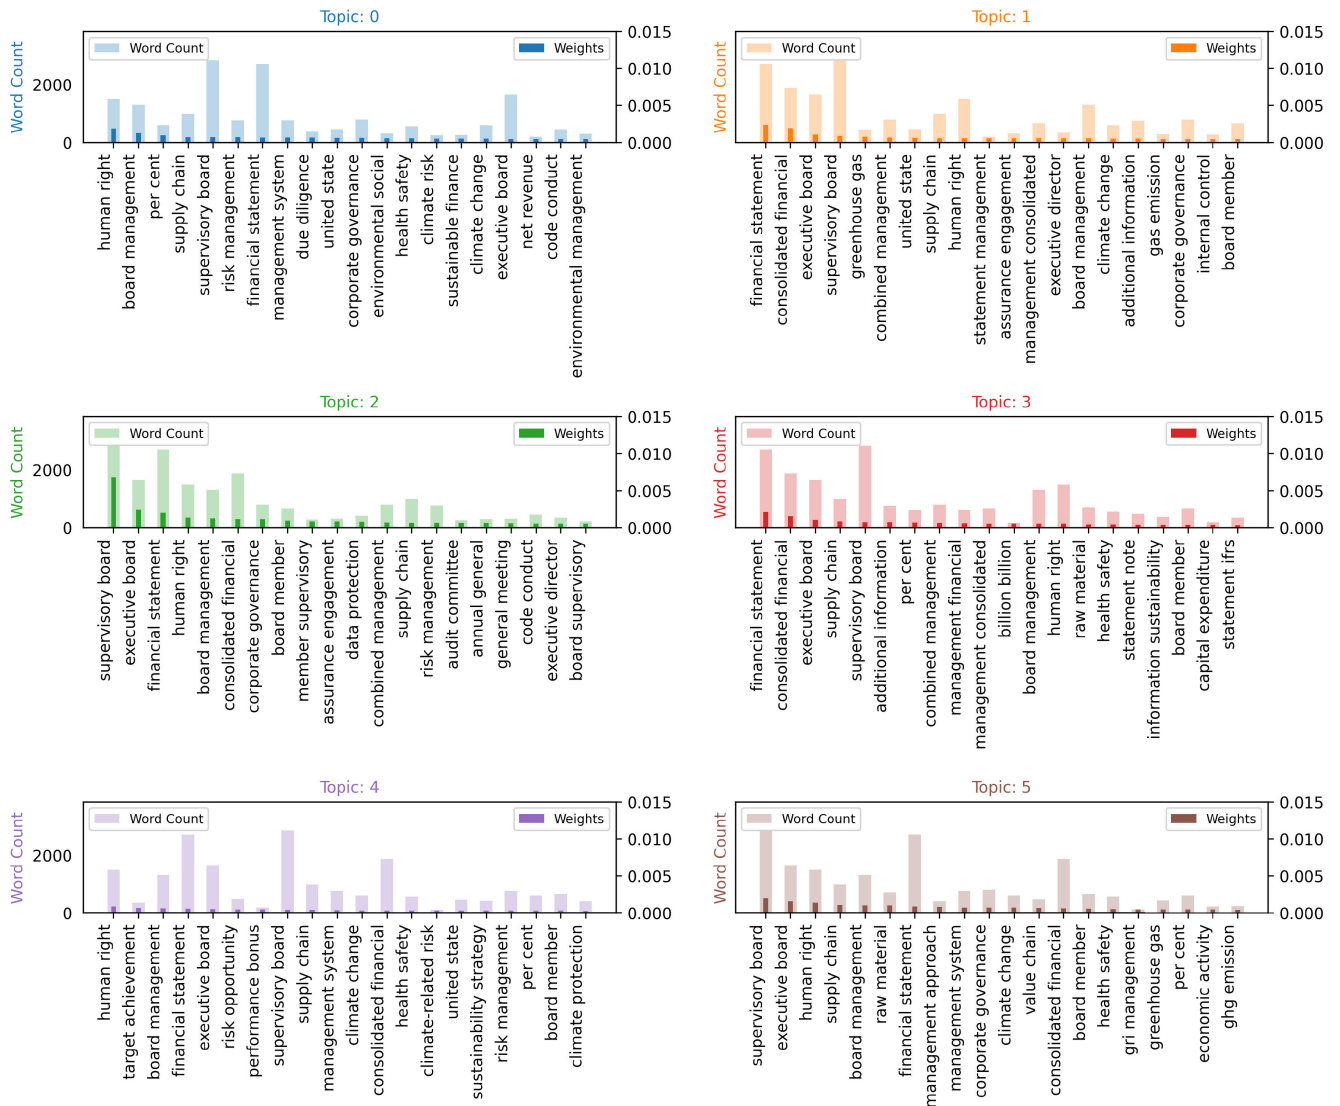 Topic: 0
Word Count
Word Count
Weights
2000
0
0.015
0.010
0.005
0.000
human right
board management
per cent
supply chain
supervisory board
risk management
financial statement
management system
due diligence
united state
corporate governance
environmental social
health safety
climate risk
sustainable finance
climate change
executive board
net revenue
code conduct
environmental management
Topic: 1
Word Count
Word Count
Weights
0.015
0.010
0.005
0.000
financial statement
consolidated financial
executive board
supervisory board
greenhouse gas
combined management
united state
supply chain
human right
statement management
assurance engagement
management consolidated
executive director
board management
climate change
additional information
gas emission
corporate governance
internal control
board member
Topic: 2
Word Count
Word Count
Weights
2000
0
0.015
0.010
0.005
0.000
supervisory board
executive board
financial statement
human right
board management
consolidated financial
corporate governance
board member
member supervisory
assurance engagement
data protection
combined management
supply chain
risk management
audit committee
annual general
general meeting
code conduct
executive director
board supervisory
Topic: 3
Word Count
Word Count
Weights
0.015
0.010
0.005
0.000
financial statement
consolidated financial
executive board
supply chain
supervisory board
additional information
per cent
combined management
management financial
management consolidated
billion billion
board management
human right
raw material
health safety
statement note
information sustainability
board member
capital expenditure
statement ifrs
Topic: 4
Word Count
Word Count
Weights
2000
0
0.015
0.010
0.005
0.000
human right
target achievement
board management
financial statement
executive board
risk opportunity
performance bonus
supervisory board
supply chain
management system
climate change
consolidated financial
health safety
climate-related risk
united state
sustainability strategy
risk management
per cent
board member
climate protection
Topic: 5
Word Count
Word Count
Weights
0.015
0.010
0.005
0.000
supervisory board
executive board
human right
supply chain
board management
raw material
financial statement
management approach
management system
corporate governance
climate change
value chain
consolidated financial
board member
health safety
gri management
greenhouse gas
per cent
economic activity
ghg emission